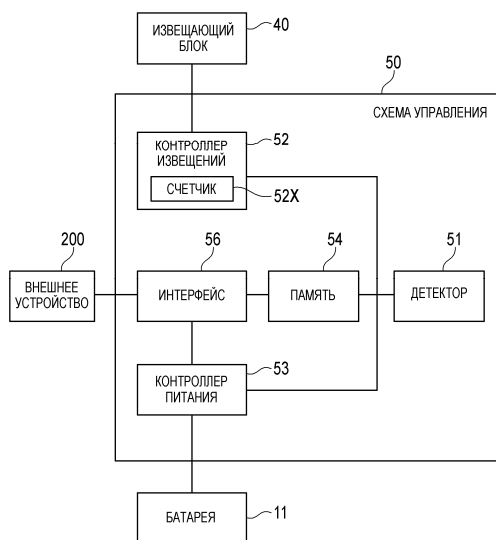 ИЗВЕЩАЮЩИЙ
БЛОК
40
50
СХЕМА УПРАВЛЕНИЯ
КОНТРОЛЛЕР
ИЗВЕЩЕНИЙ
52
СЧЕТЧИК
52X
200
56
54
51
ВНЕШНЕЕ
УСТРОЙСТВО
ИНТЕРФЕЙС
ПАМЯТЬ
ДЕТЕКТОР
КОНТРОЛЛЕР
ПИТАНИЯ
53
БАТАРЕЯ
11